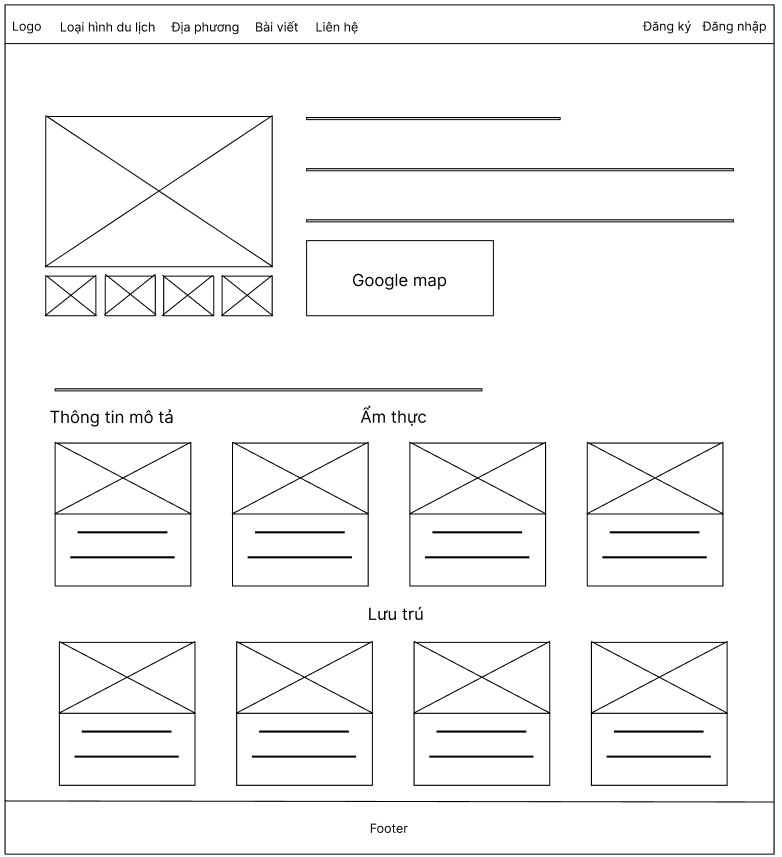 Logo Loại hình du lịch Địa phương Bài viết Liên hệ Đăng ký Đăng nhập
Google map
Thông tin mô tả Ẩm thực
Lưu trú
Footer